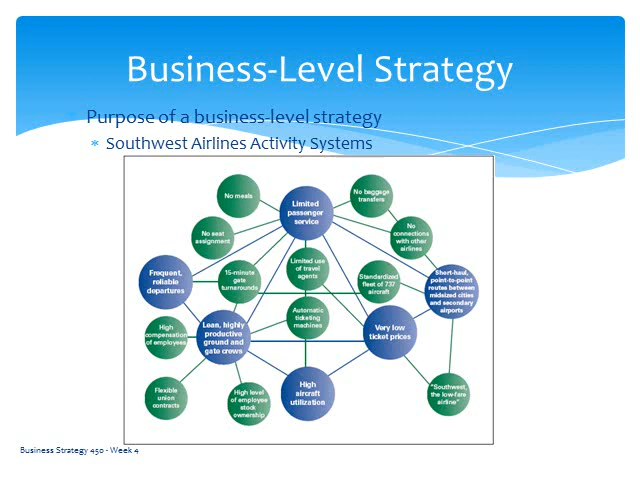 Business-Level Strategy
Purpose of a business-level strategy
Southwest Airlines Activity Systems
No meals
Limited
passenger
service
No baggage
transfers
No seat
assignment
No
connections
with other
airlines
Frequent,
reliable
departures
15-minute
gate
turnarounds
Limited use
of travel
agents
Standardized
fleet of 737
aircraft
Short-haul,
point-to-point
routes between
midsized cities
and secondary
airports
High
compensation
of employees
Lean, highly
productive
ground and
gate crews
Automatic
ticketing
machines
Very low
ticket prices
Flexible
union
contracts
High level
of employee
stock
ownership
High
aircraft
utilization
"Southwest,
the low-fare
airline"
Business Strategy 450 - Week 4